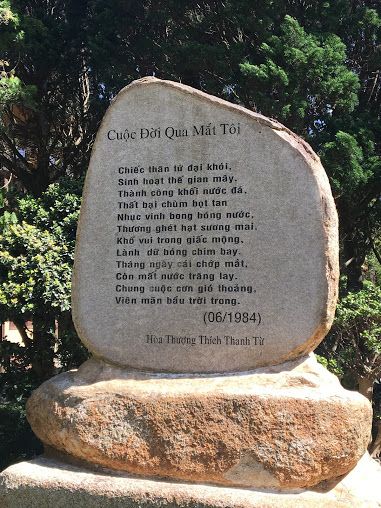 Cuộc Đời Qua Mắt Tôi
Chiếc thân tứ đại khói,
Sinh hoạt thế gian mây,
Thành công khối nước đá,
Thất bại chùm bọt tan
Nhục vinh bong bóng nước,
Thương ghét hạt sương mai,
Khổ vui trong giấc mộng,
Lành dữ bóng chim bay.
Tháng ngày cái chớp mắt,
Còn mất nước trăng lay.
Chung cuộc cơn gió thoảng,
Viên mãn bầu trời trong.
(06/1984)
Hòa Thượng Thích Thanh Từ